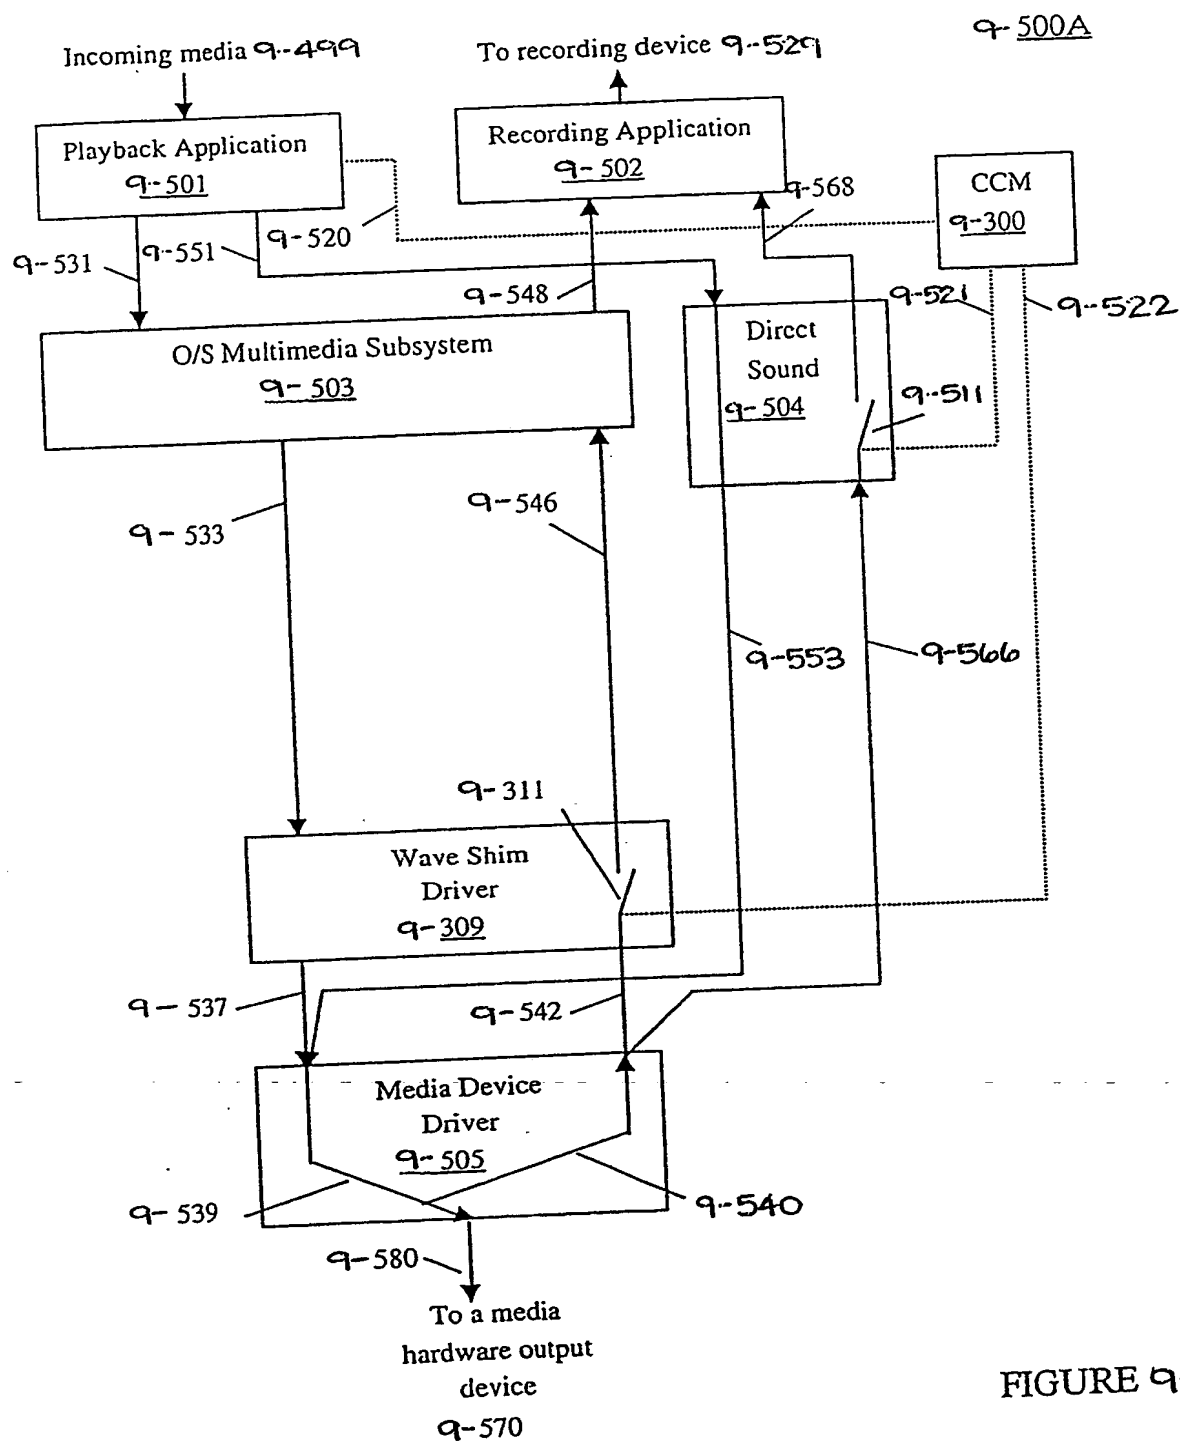 9-500A
Incoming media 9-499
To recording device 9-529
Playback Application
9-501
Recording Application
9-502
CCM
9-300
9-568
9-520
9-551
9-531
9-548
9-521
9-522
O/S Multimedia Subsystem
9-503
Direct
Sound
9-504
9-511
9-533
9-546
9-553
9-566
9-311
Wave Shim
Driver
9-309
9-537
9-542
Media Device
Driver
9-505
9-539
9-540
9-580
To a media
hardware output
device
9-570
FIGURE 9